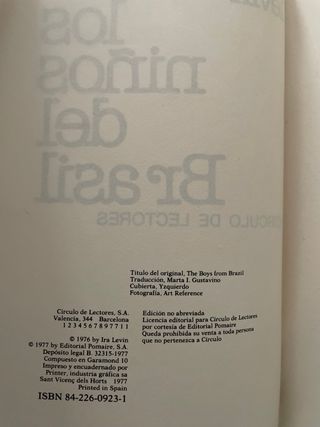 los
niños
del
Brasil
CIRCULO DE LECTORES
Título del original, The Boys from Brazil
Traducción, Marta I. Gustavino
Cubierta, Yzquierdo
Fotografía, Art Reference
Círculo de Lectores, S.A.
Valencia, 344 Barcelona
1 2 3 4 5 6 7 8 9 7 7 1 1
© 1976 by Ira Levin
© 1977 by Editorial Pomaire, S.A.
Depósito legal B. 32315-1977
Compuesto en Garamond 10
Impreso y encuadernado por
Printer, industria gráfica sa
Sant Vicenç dels Horts 1977
Printed in Spain
ISBN 84-226-0923-1
Edición no abreviada
Licencia editorial para Círculo de Lectores
por cortesía de Editorial Pomaire
Queda prohibida su venta a toda persona
que no pertenezca a Círculo